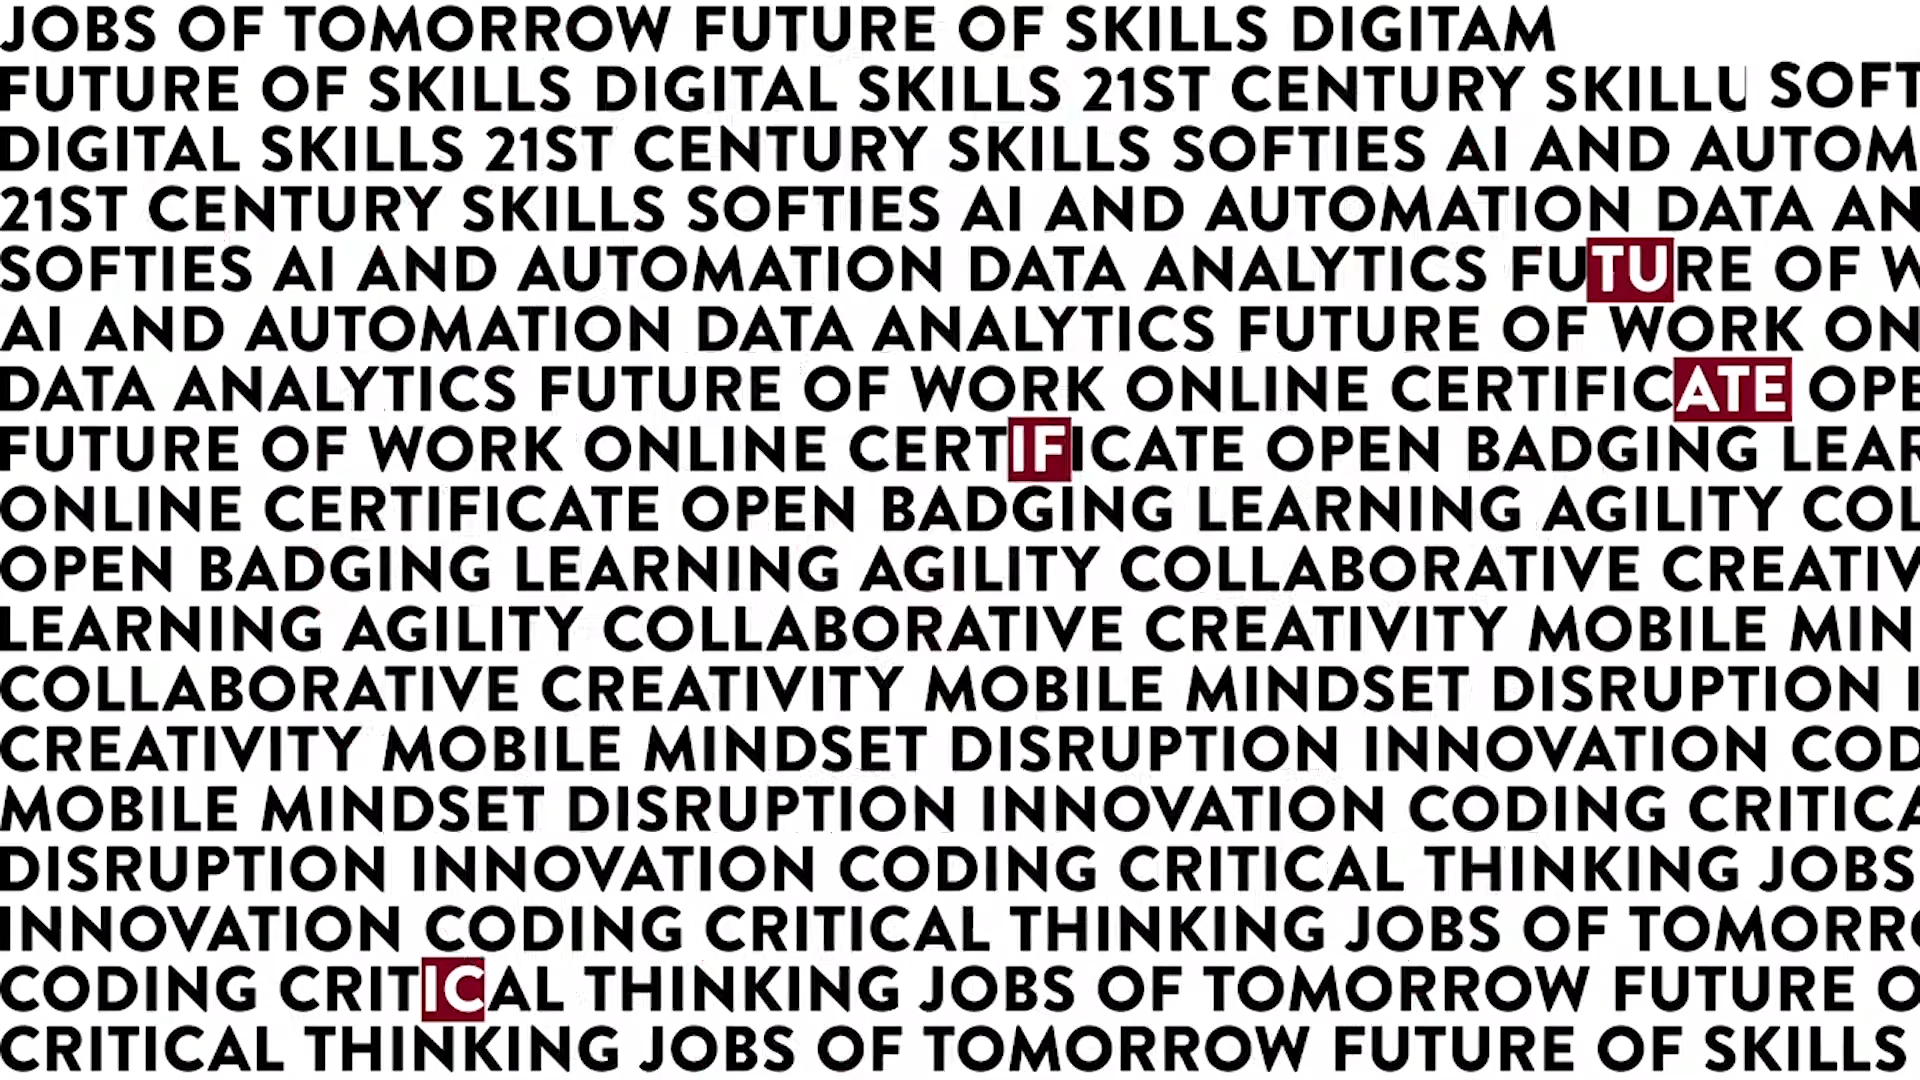 JOBS OF TOMORROW FUTURE OF SKILLS DIGITAM
FUTURE OF SKILLS DIGITAL SKILLS 21ST CENTURY SKILLU SOFT
DIGITAL SKILLS 21ST CENTURY SKILLS SOFTIES AI AND AUTOM
21ST CENTURY SKILLS SOFTIES AI AND AUTOMATION DATA AN
SOFTIES AI AND AUTOMATION DATA ANALYTICS FUTURE OF W
AI AND AUTOMATION DATA ANALYTICS FUTURE OF WORK ON
DATA ANALYTICS FUTURE OF WORK ONLINE CERTIFICATE OPE
FUTURE OF WORK ONLINE CERTIFICATE OPEN BADGING LEAR
ONLINE CERTIFICATE OPEN BADGING LEARNING AGILITY COL
OPEN BADGING LEARNING AGILITY COLLABORATIVE CREATIV
LEARNING AGILITY COLLABORATIVE CREATIVITY MOBILE MIN
COLLABORATIVE CREATIVITY MOBILE MINDSET DISRUPTION I
CREATIVITY MOBILE MINDSET DISRUPTION INNOVATION COD
MOBILE MINDSET DISRUPTION INNOVATION CODING CRITICA
DISRUPTION INNOVATION CODING CRITICAL THINKING JOBS
INNOVATION CODING CRITICAL THINKING JOBS OF TOMORRO
CODING CRITICAL THINKING JOBS OF TOMORROW FUTURE O
CRITICAL THINKING JOBS OF TOMORROW FUTURE OF SKILLS